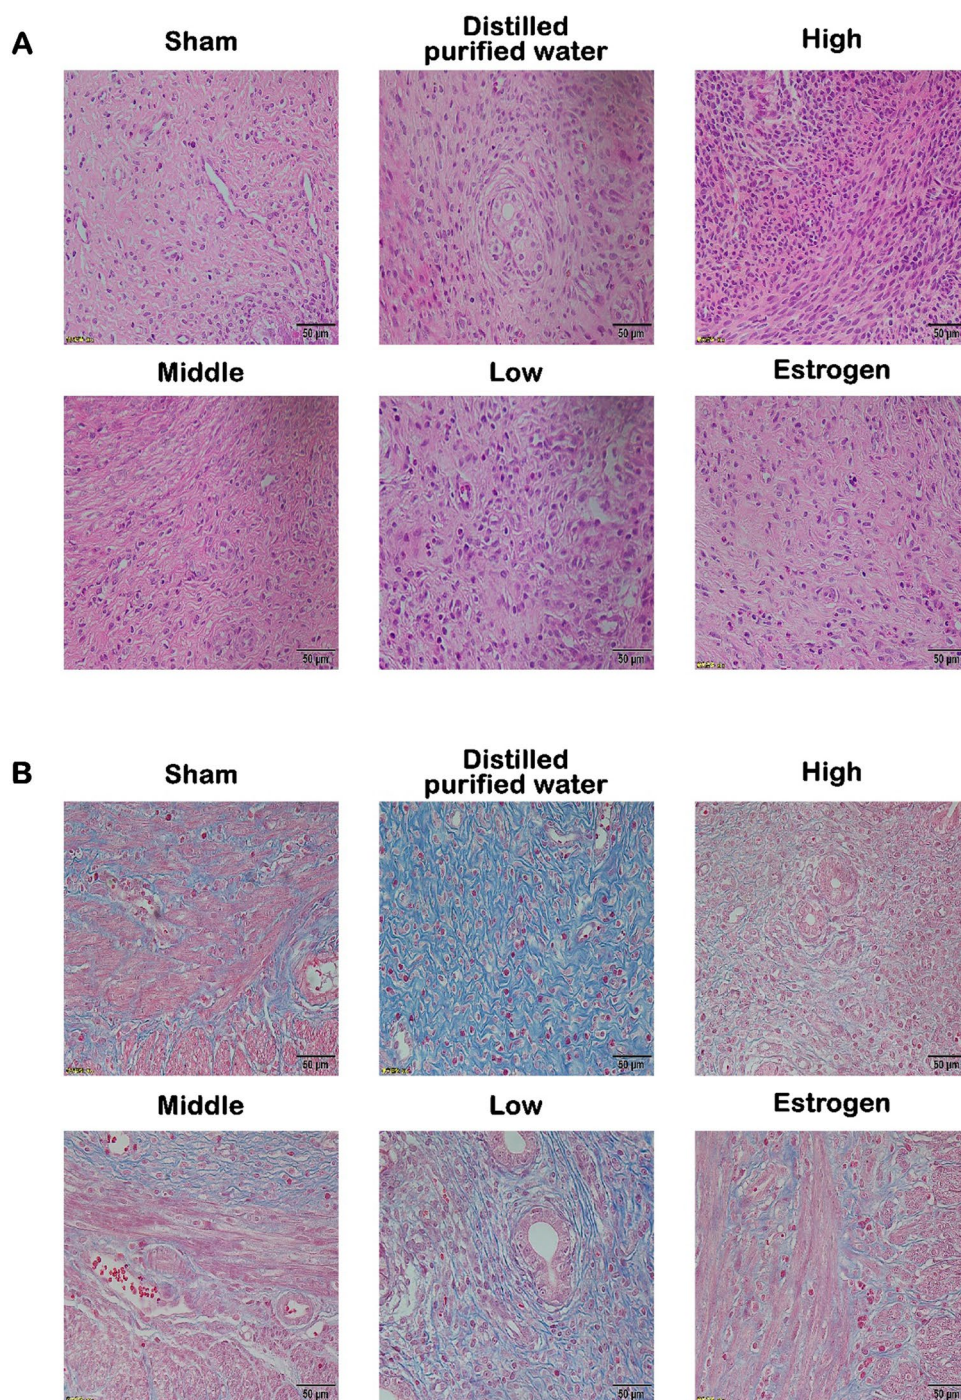 A
Sham
Distilled
purified water
High
50 µm
50 µm
50 µm
Middle
Low
Estrogen
50 µm
50 µm
50 µm
B
Sham
Distilled
purified water
High
50 µm
50 µm
50 µm
Middle
Low
Estrogen
50 µm
50 µm
50 µm